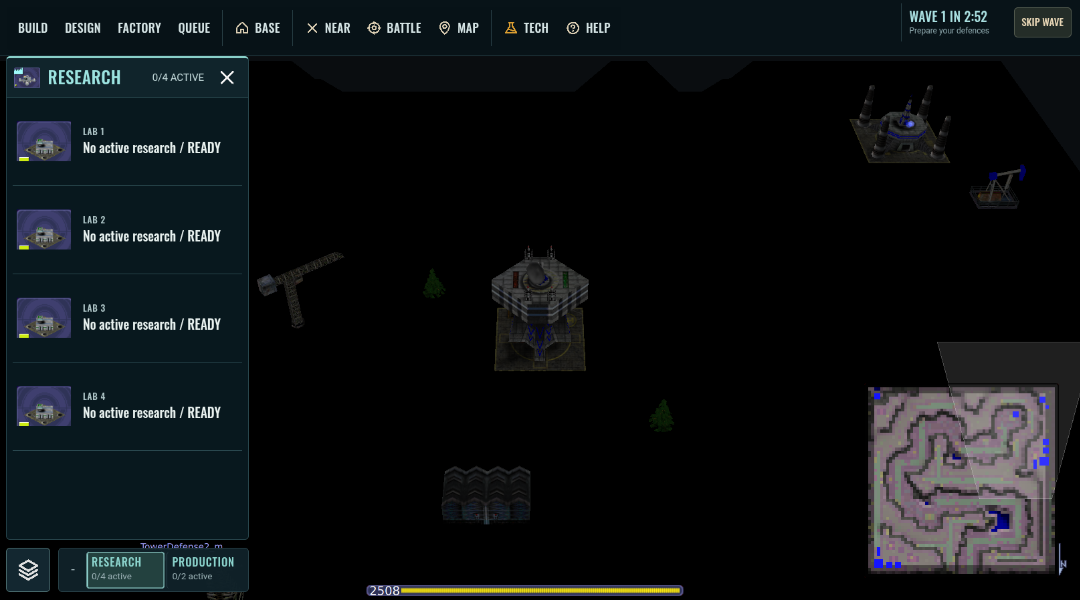 BUILD DESIGN FACTORY QUEUE BASE NEAR BATTLE MAP TECH HELP
WAVE 1 IN 2:52
Prepare your defences
SKIP WAVE
RESEARCH 0/4 ACTIVE
LAB 1
No active research / READY
LAB 2
No active research / READY
LAB 3
No active research / READY
LAB 4
No active research / READY
TowerDefense2_m
- RESEARCH
0/4 active
PRODUCTION
0/2 active
2508
N